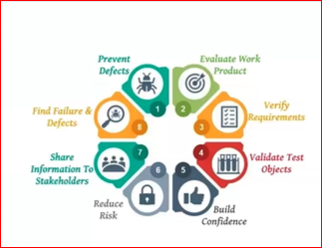 Prevent
Defects
1
Evaluate Work
Product
2
Verify
Requirements
3
Validate Test
Objects
4
Build
Confidence
5
Reduce
Risk
6
Share
Information To
Stakeholders
7
Find Failure &
Defects
8